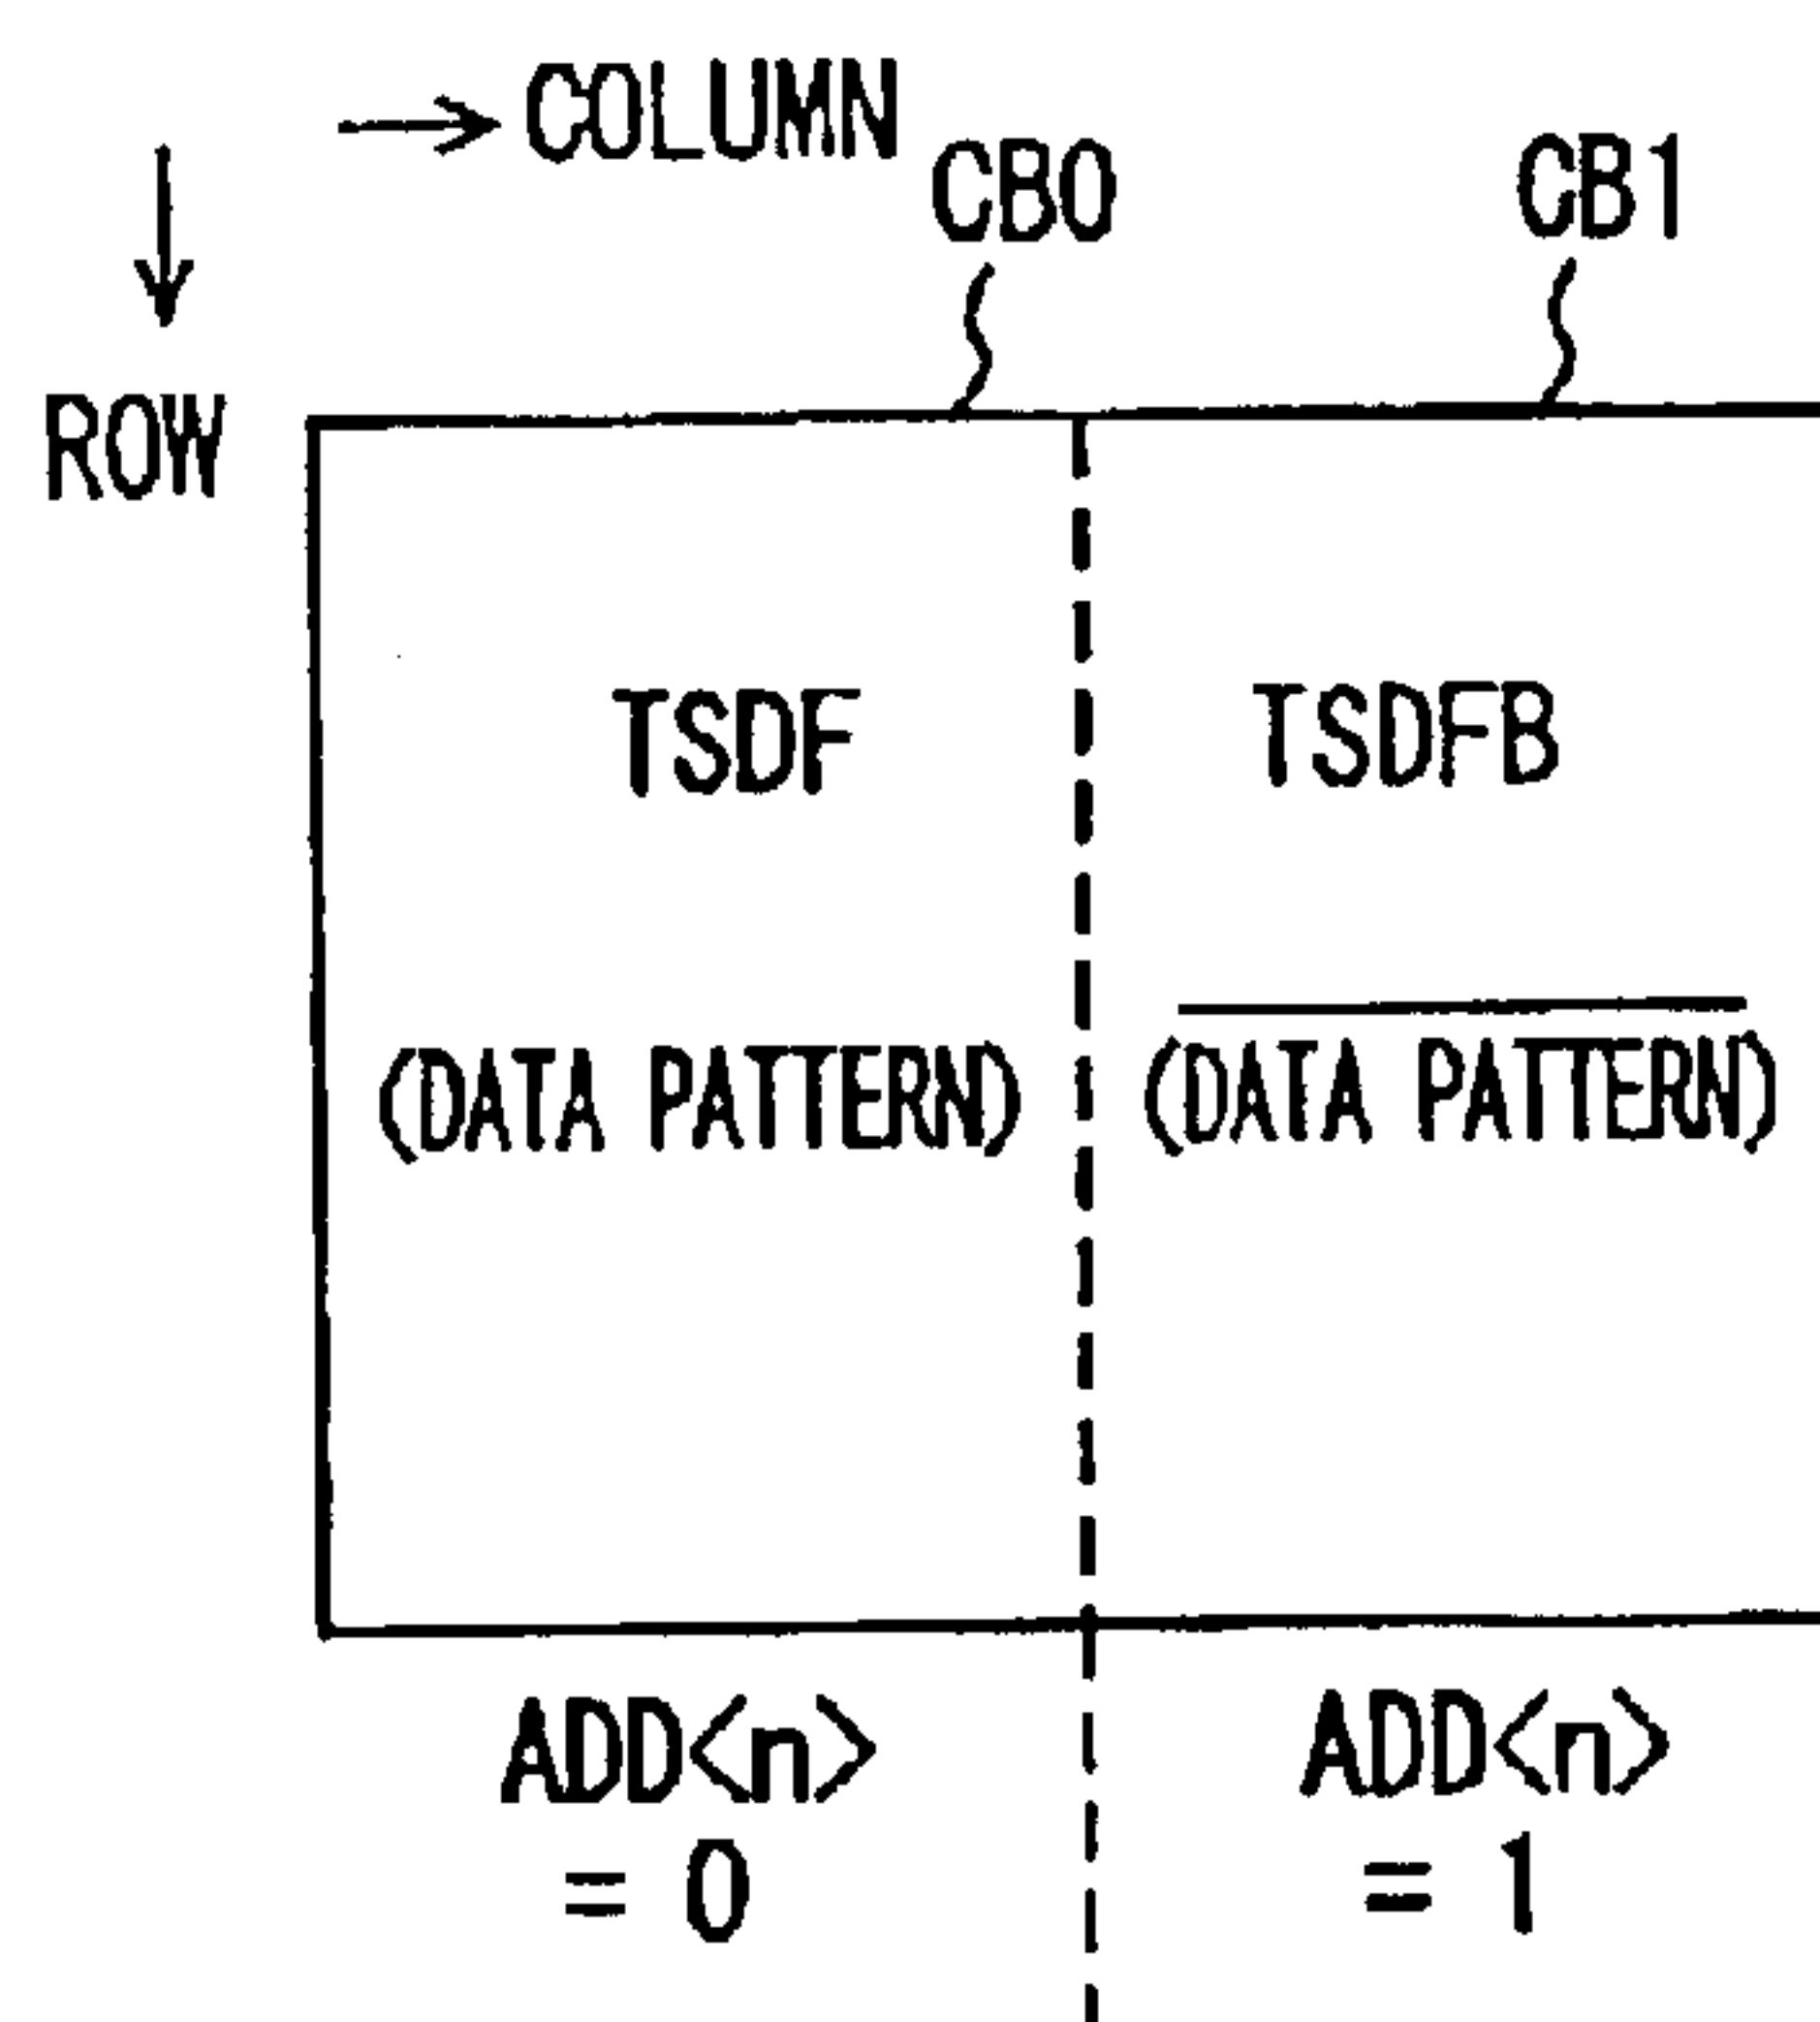 → COLUMN
CB0 CB1
ROW
TSDF TSDFB
(DATA PATTERN) (DATA PATTERN)
ADD<n> ADD<n>
= 0 = 1